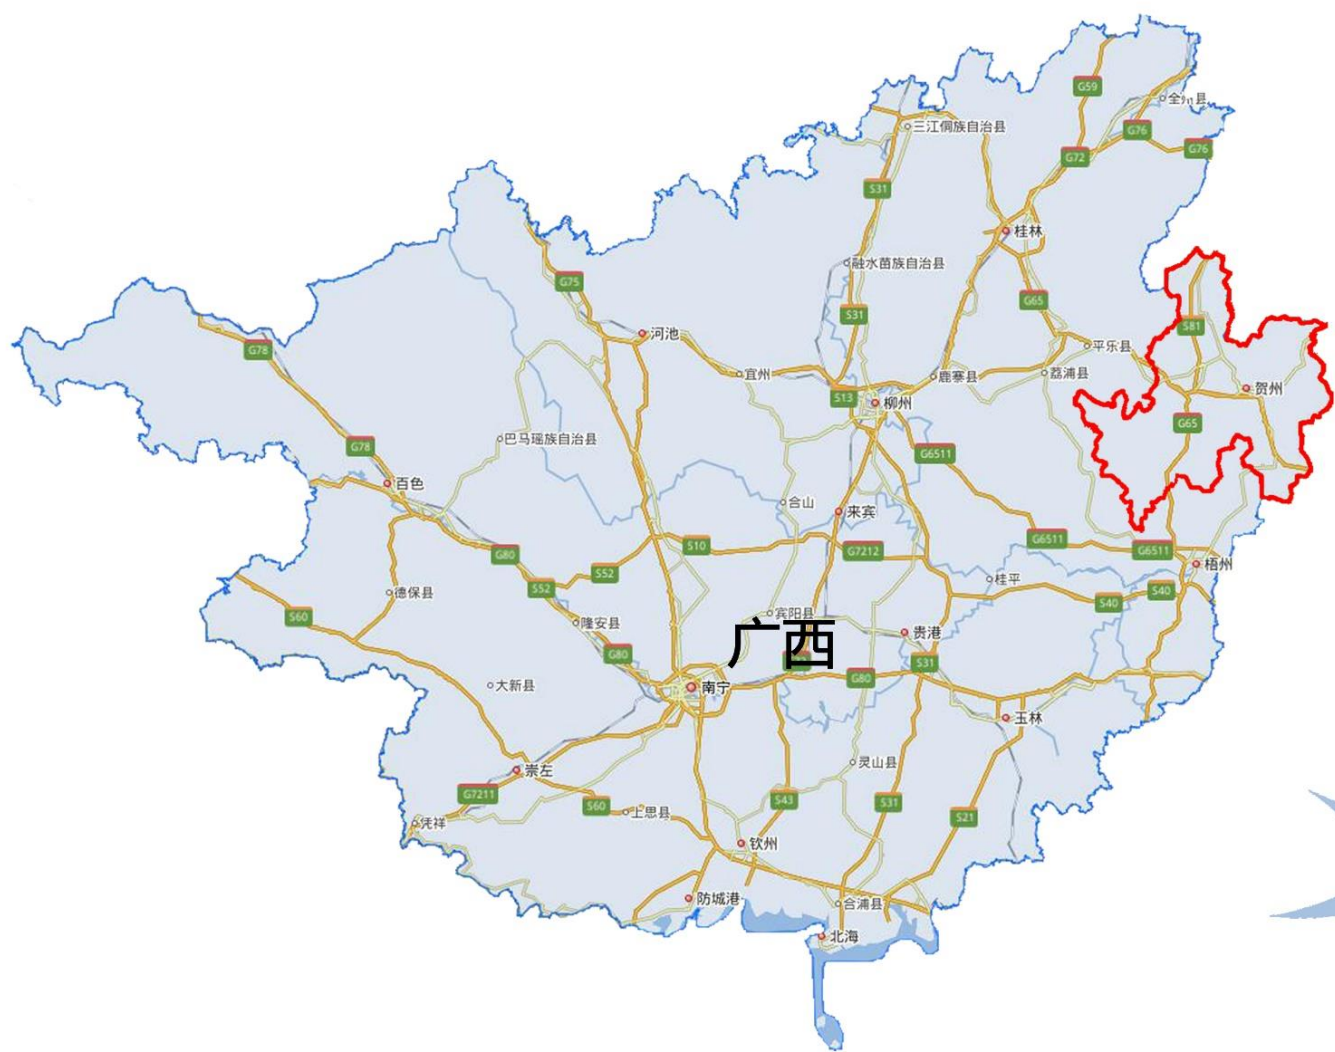 G59
全州县
G76
三江侗族自治县
G76
G72
S31
桂林
融水苗族自治县
G75
G65
S31
S81
河池
G78
平乐县
宜州
鹿寨县
荔浦县
贺州
S13
柳州
G65
巴马瑶族自治县
G78
G6511
百色
合山
来宾
G6511
S10
G7212
G6511
G80
梧州
S52
桂平
S52
德保县
S40
S40
宾阳县
S60
隆安县
贵港
广西
G80
S31
G80
大新县
南宁
玉林
灵山县
崇左
G7211
S43
S31
S60
上思县
S21
凭祥
钦州
防城港
合浦县
北海